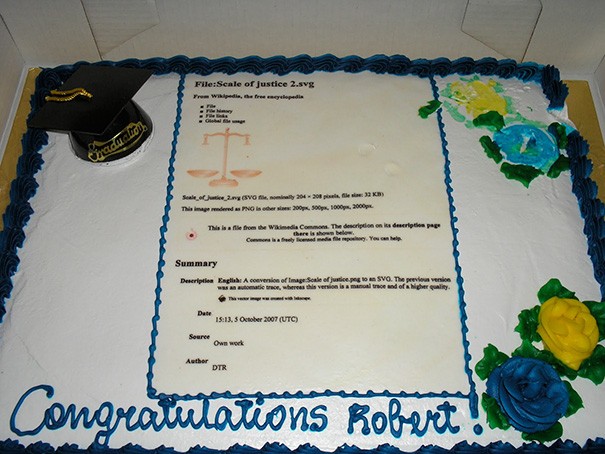 File:Scale of justice 2.svg
From Wikipedia, the free encyclopedia
File
File history
File links
Global file usage
Graduation
Scale_of_justice_2.svg (SVG file, nominally 204 × 208 pixels, file size: 32 KB)
This image rendered as PNG in other sizes: 200px, 500px, 1000px, 2000px.
This is a file from the Wikimedia Commons. The description on its description page
there is shown below.
Commons is a freely licensed media file repository. You can help.
Summary
Description English: A conversion of Image:Scale of justice.png to an SVG. The previous version
was an automatic trace, whereas this version is a manual trace and of a higher quality.
This vector image was created with Inkscape.
Date
15:13, 5 October 2007 (UTC)
Source
Own work
Author
DTR
Congratulations Robert!